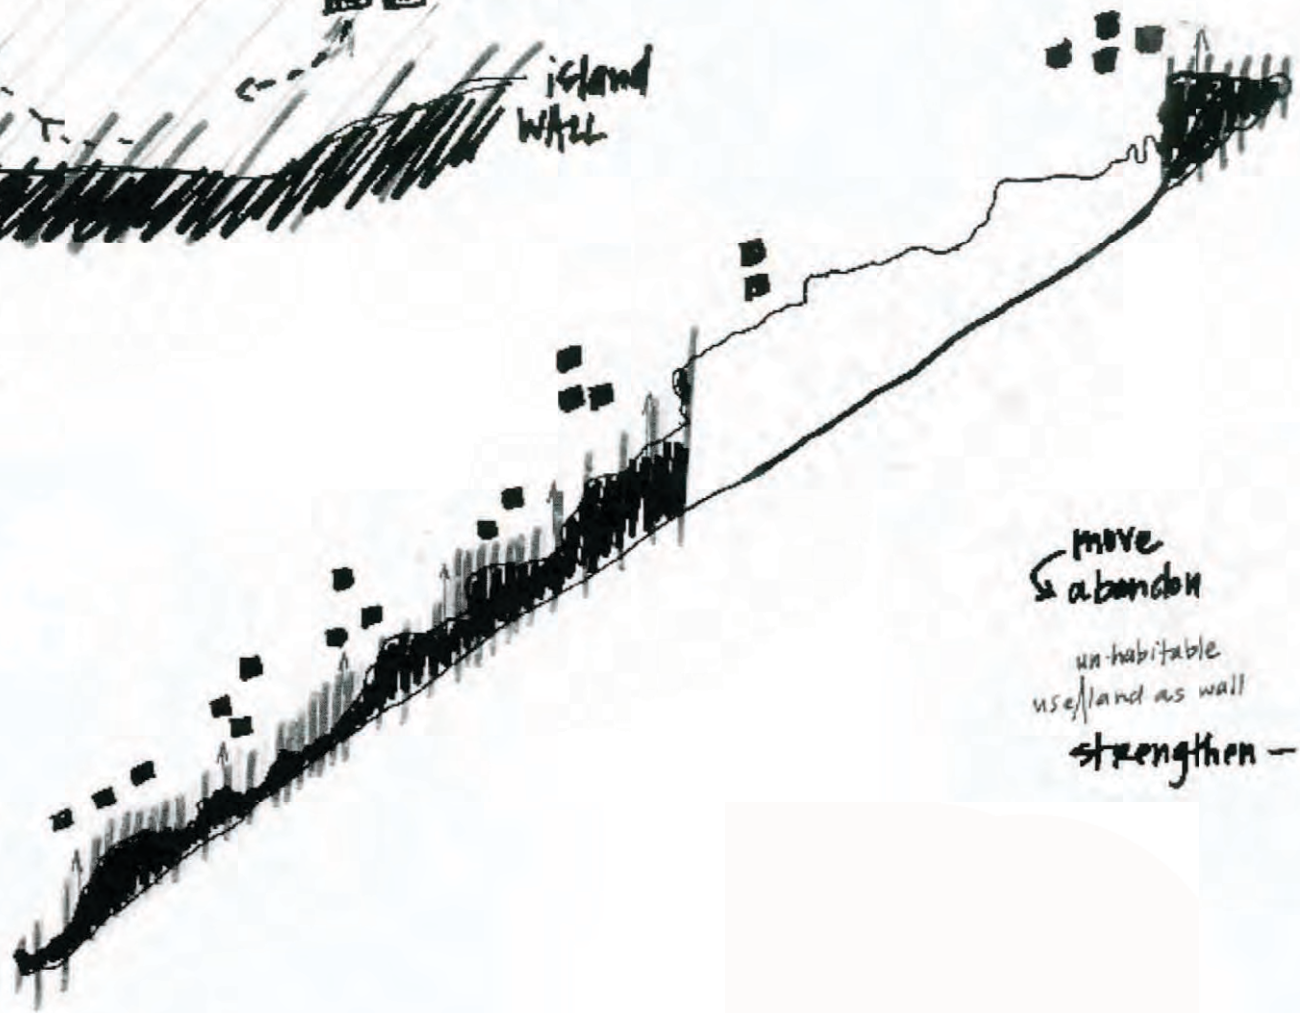 island
WALL
move
abandon
un-habitable
use/land as wall
strengthen –